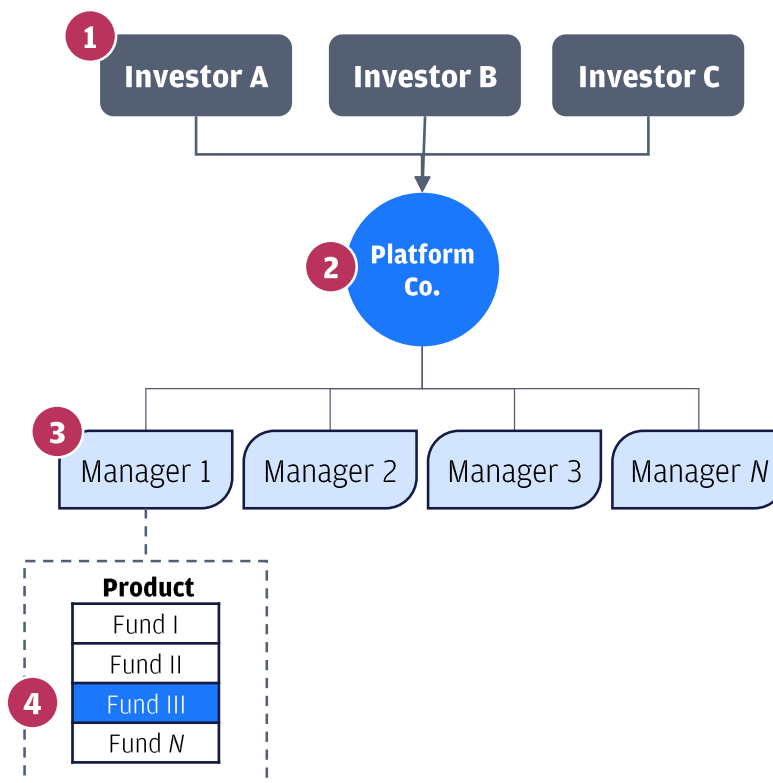 1
Investor A
Investor B
Investor C
2
Platform
Co.
3
Manager 1
Manager 2
Manager 3
Manager N
Product
Fund I
Fund II
4
Fund III
Fund N